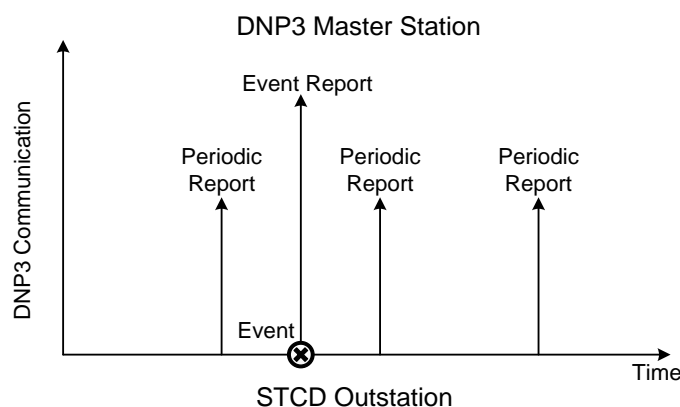 DNP3 Master Station
Event Report
Periodic
Report
Periodic
Report
Periodic
Report
DNP3 Communication
Event
Time
STCD Outstation